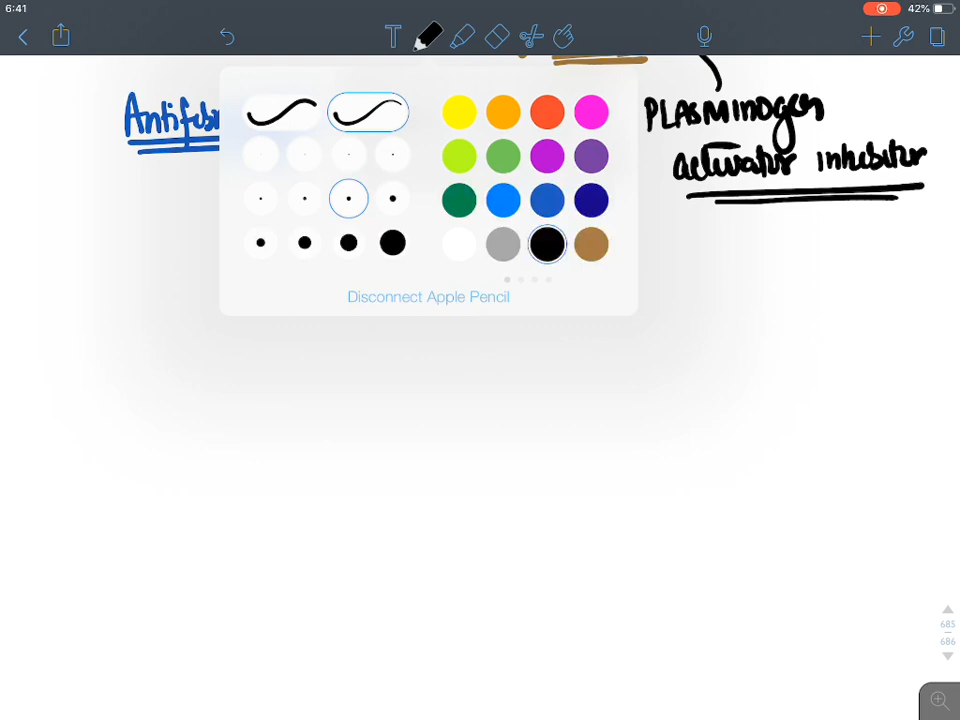 6:41
42%
T
PLASMINOGEN
activator inhibitor
Disconnect Apple Pencil
685
686